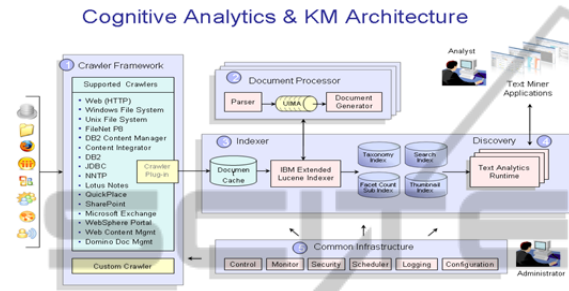 Cognitive Analytics & KM Architecture
1 Crawler Framework
Supported Crawlers
• Web (HTTP)
• Windows File System
• Unix File System
• FileNet P8
• DB2 Content Manager
• Content Integrator
• DB2
• JDBC
• NNTP
• Lotus Notes
• QuickPlace
• SharePoint
• Microsoft Exchange
• WebSphere Portal
• Web Content Mgmt
• Domino Doc Mgmt
Custom Crawler
Crawler
Plug-in
2 Document Processor
Parser
UIMA
Document
Generator
Analyst
Text Miner
Applications
3 Indexer
Documen
Cache
IBM Extended
Lucene Indexer
Taxonomy
Index
Search
Index
Facet Count
Sub Index
Thumbnail
Index
Discovery 4
Text Analytics
Runtime
Common Infrastructure
Control
Monitor
Security
Scheduler
Logging
Configuration
Administrator
SCITE